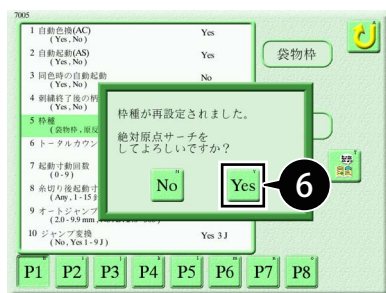 7005
1 自動色換(AC) Yes
( Yes , No )
2 自動起動(AS) Yes
( Yes , No )
袋物枠
3 同色時の自動起動 No
( Yes , No )
4 刺繍終了後の柄
( Yes , No )
5 枠種
( 袋物枠 , 原反
6 トータルカウン
7 起動寸動回数
( 0 - 9 )
8 糸切り後起動寸
( Any , 1 - 15
9 オートジャンプ
( 2.0 - 9.9 mm ,
10 ジャンプ変換 Yes 3 J
( No , Yes 1 - 9 J )
枠種が再設定されました。
絶対原点サーチを
してよろしいですか?
No Yes 6
P1 P2 P3 P4 P5 P6 P7 P8